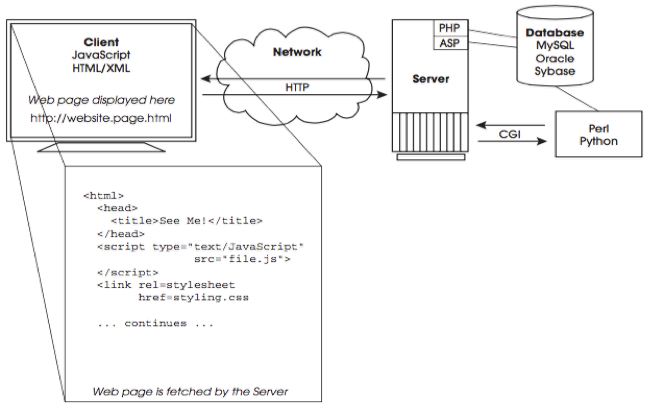 Client
JavaScript
HTML/XML
Web page displayed here
http://website.page.html
Network
HTTP
PHP
ASP
Server
Database
MySQL
Oracle
Sybase
CGI
Perl
Python
<html>
<head>
<title>See Me!</title>
</head>
<script type="text/JavaScript"
src="file.js">
</script>
<link rel=stylesheet
href=styling.css
... continues ...
Web page is fetched by the Server